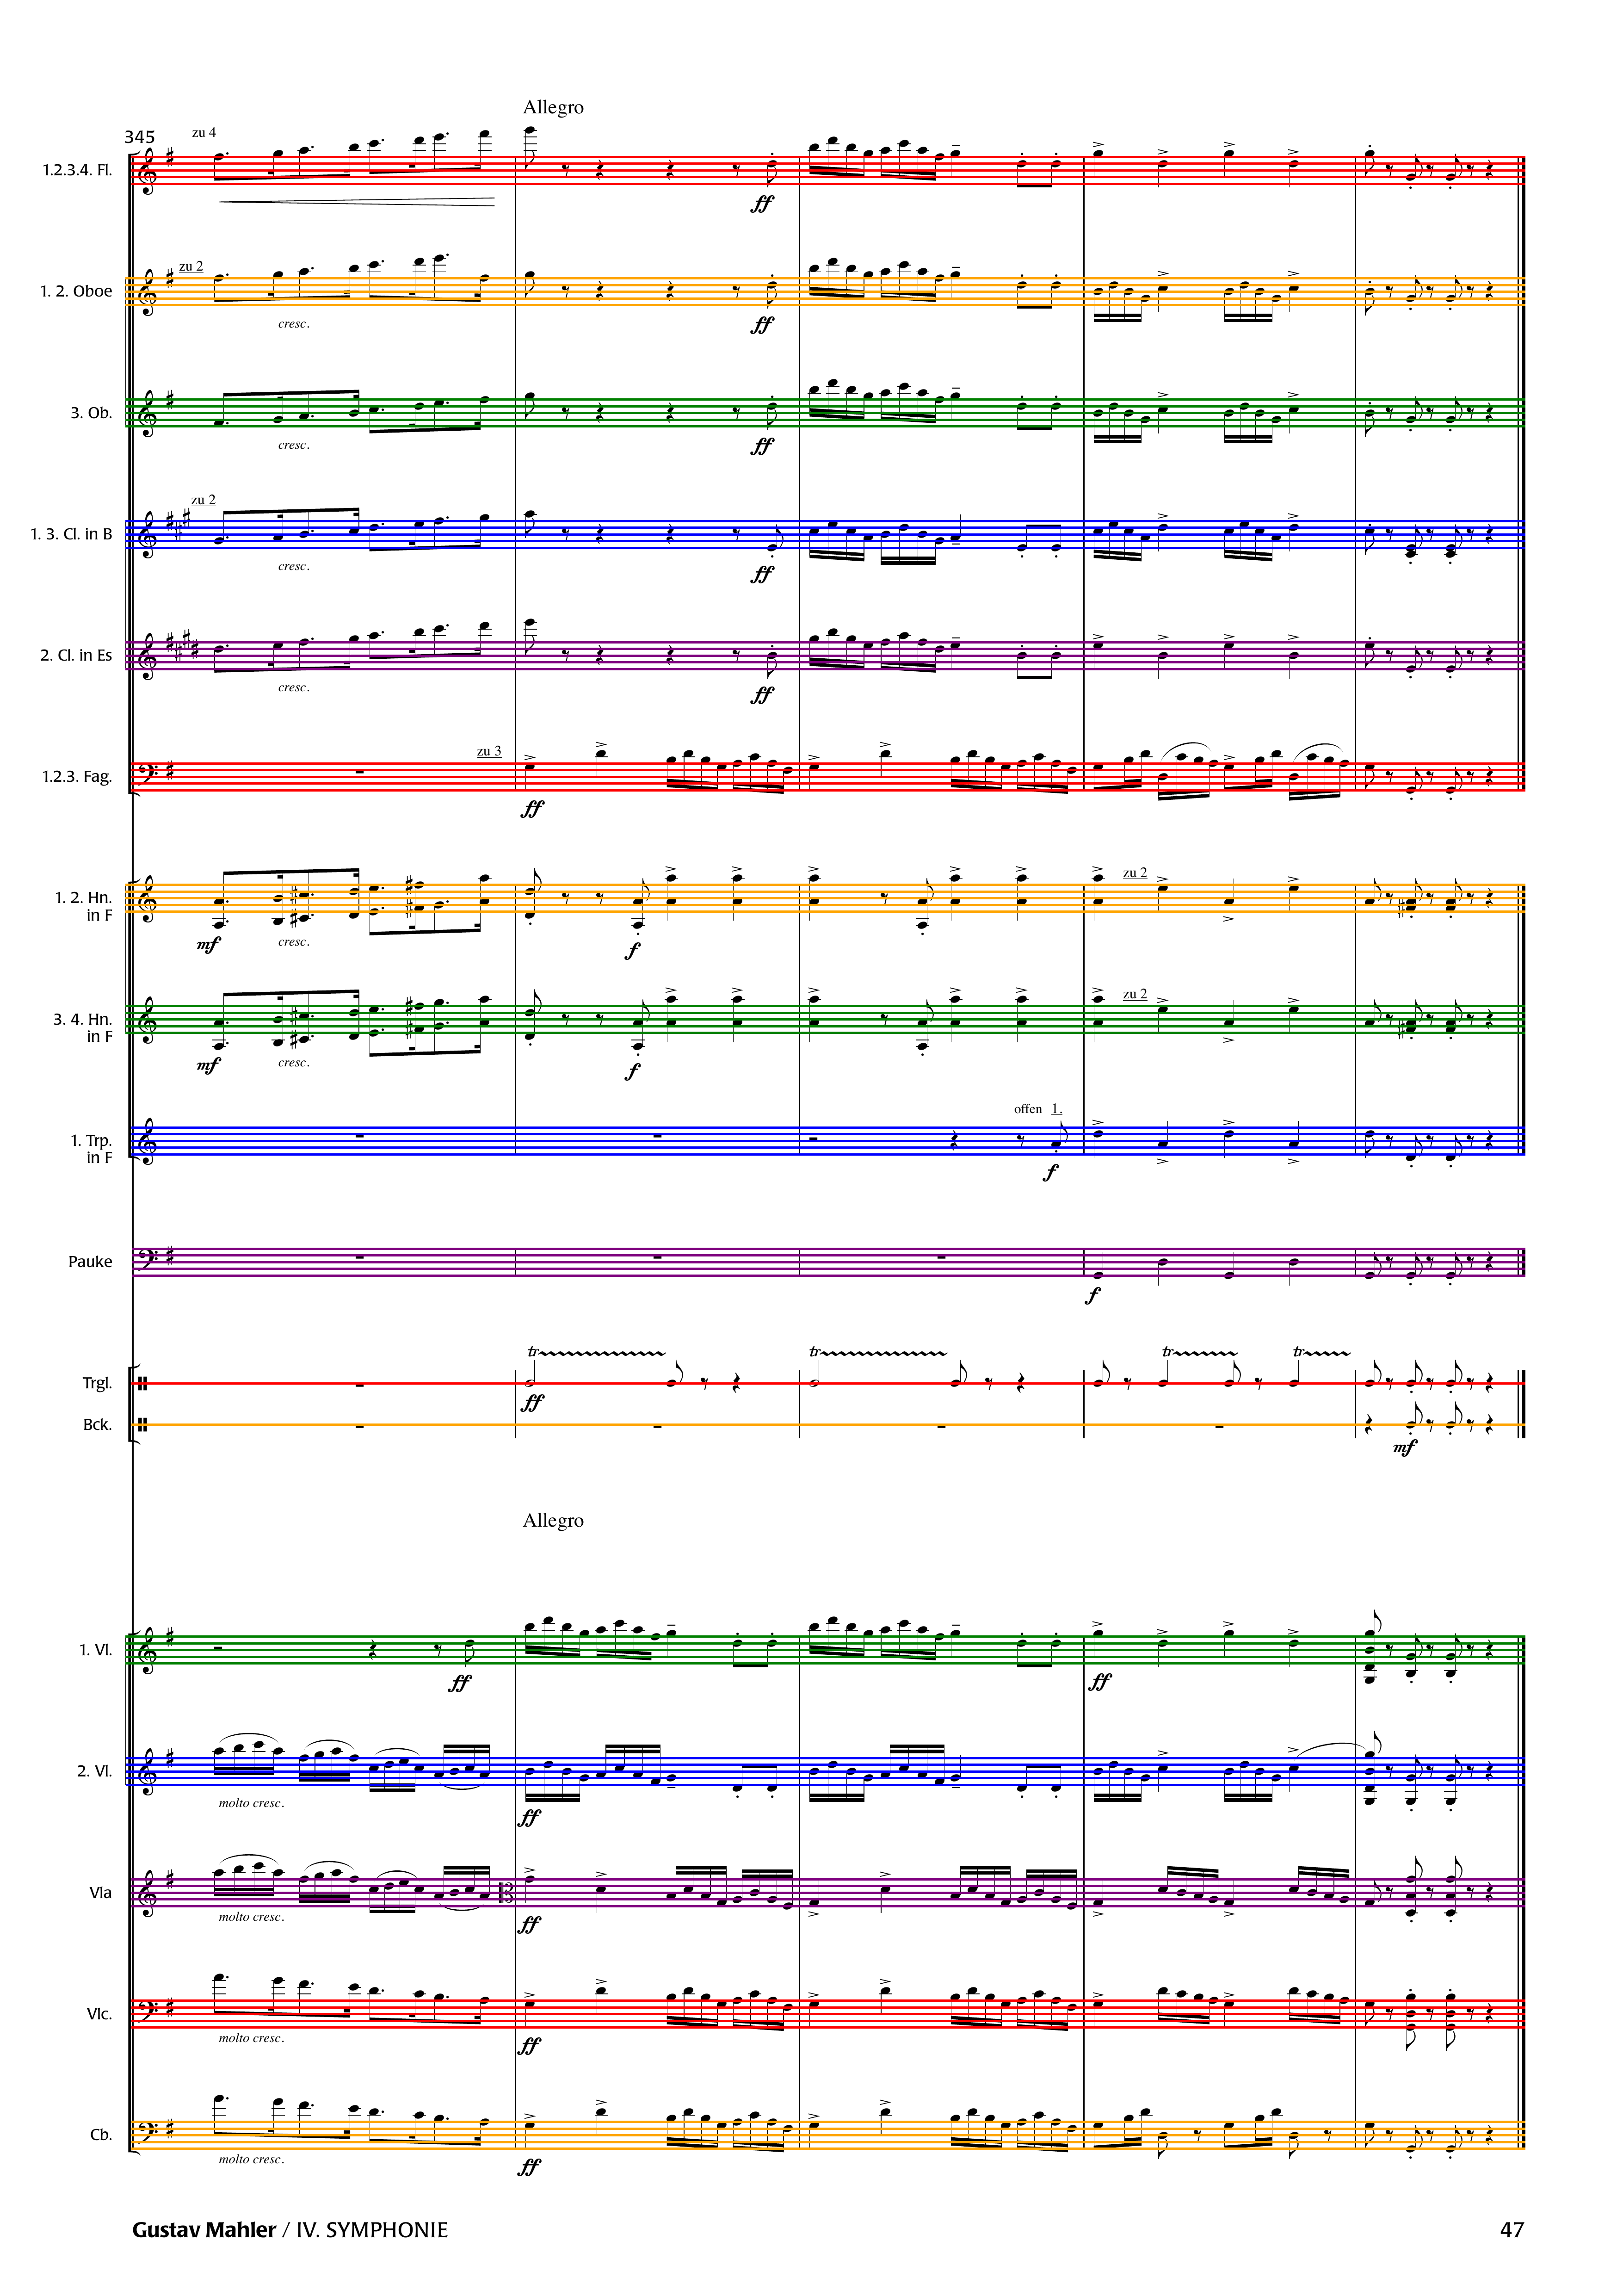 Allegro
345
zu 4
1.2.3.4. Fl.
ff
zu 2
1. 2. Oboe
cresc.
ff
3. Ob.
cresc.
ff
zu 2
1. 3. Cl. in B
cresc.
ff
2. Cl. in Es
cresc.
ff
zu 3
1.2.3. Fag.
ff
zu 2
1. 2. Hn.
in F
mf
cresc.
f
zu 2
3. 4. Hn.
in F
mf
cresc.
f
offen 1.
1. Trp.
in F
f
Pauke
f
tr tr tr tr
Trgl.
ff
Bck.
mf
Allegro
1. Vl.
ff ff
2. Vl.
molto cresc.
ff
Vla
molto cresc.
ff
Vlc.
molto cresc.
ff
Cb.
molto cresc.
ff
Gustav Mahler / IV. SYMPHONIE
47